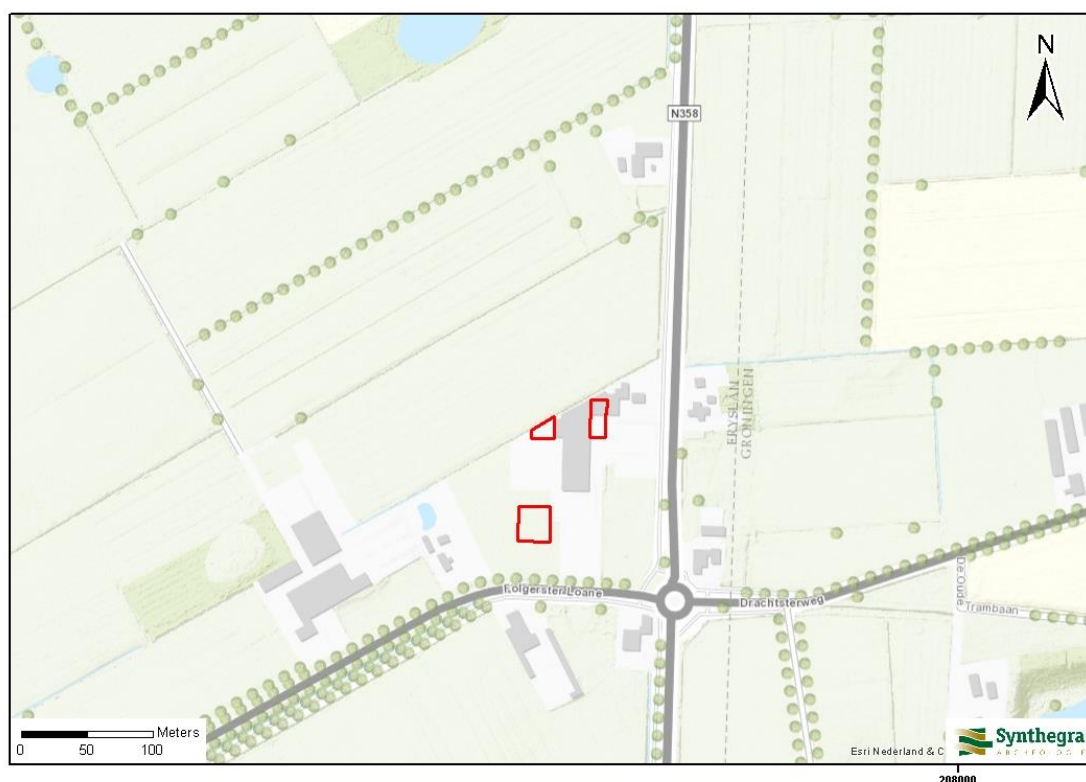 N
N358
FRYSLÂN
GRONINGEN
Folgerster Loane
Drachtsterweg
De Oude
Trambaan
Meters
0 50 100
Esri Nederland & C
Synthegra
208000